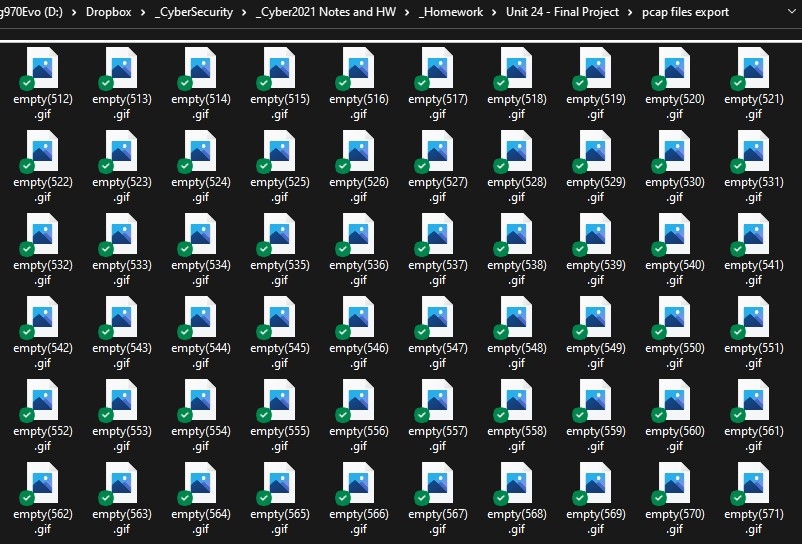 g970Evo (D:) > Dropbox > _CyberSecurity > _Cyber2021 Notes and HW > _Homework > Unit 24 - Final Project > pcap files export
empty(512) empty(513) empty(514) empty(515) empty(516) empty(517) empty(518) empty(519) empty(520) empty(521)
.gif .gif .gif .gif .gif .gif .gif .gif .gif .gif
empty(522) empty(523) empty(524) empty(525) empty(526) empty(527) empty(528) empty(529) empty(530) empty(531)
.gif .gif .gif .gif .gif .gif .gif .gif .gif .gif
empty(532) empty(533) empty(534) empty(535) empty(536) empty(537) empty(538) empty(539) empty(540) empty(541)
.gif .gif .gif .gif .gif .gif .gif .gif .gif .gif
empty(542) empty(543) empty(544) empty(545) empty(546) empty(547) empty(548) empty(549) empty(550) empty(551)
.gif .gif .gif .gif .gif .gif .gif .gif .gif .gif
empty(552) empty(553) empty(554) empty(555) empty(556) empty(557) empty(558) empty(559) empty(560) empty(561)
.gif .gif .gif .gif .gif .gif .gif .gif .gif .gif
empty(562) empty(563) empty(564) empty(565) empty(566) empty(567) empty(568) empty(569) empty(570) empty(571)
.gif .gif .gif .gif .gif .gif .gif .gif .gif .gif